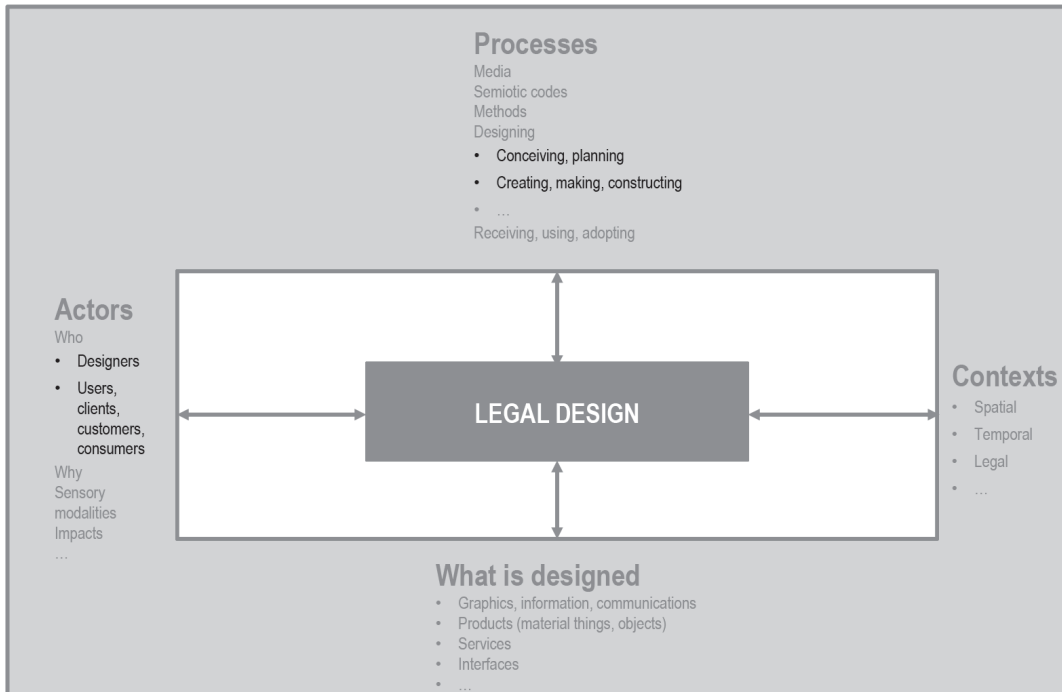 Processes
Media
Semiotic codes
Methods
Designing
• Conceiving, planning
• Creating, making, constructing
• …
Receiving, using, adopting
Actors
Who
• Designers
• Users,
clients,
customers,
consumers
Why
Sensory
modalities
Impacts
…
LEGAL DESIGN
Contexts
• Spatial
• Temporal
• Legal
• …
What is designed
• Graphics, information, communications
• Products (material things, objects)
• Services
• Interfaces
• …